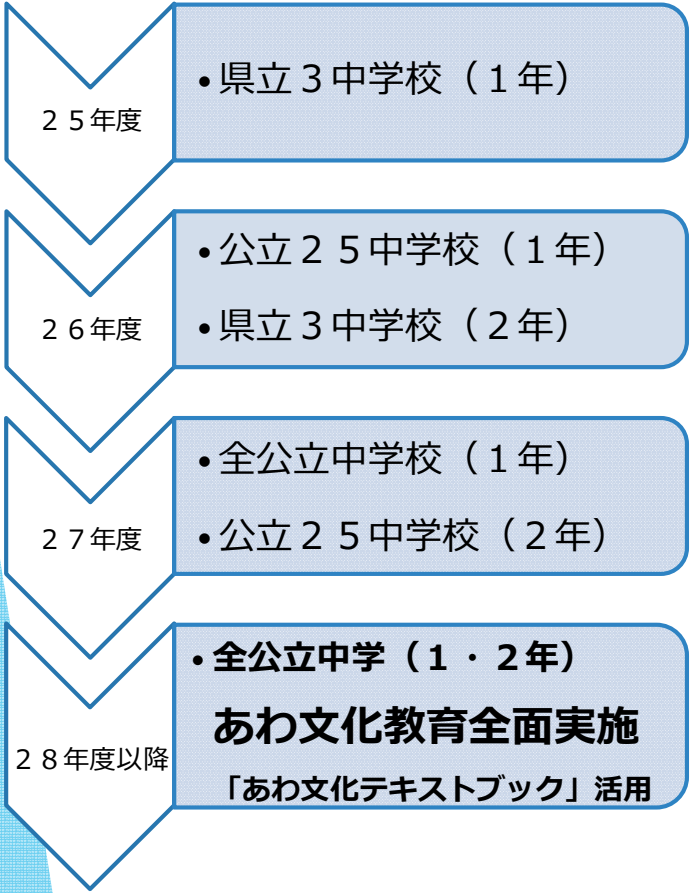 ２５年度
•県立３中学校（１年）
２６年度
•公立２５中学校（１年）
•県立３中学校（２年）
２７年度
•全公立中学校（１年）
•公立２５中学校（２年）
２８年度以降
•全公立中学（１・２年）
あわ文化教育全面実施
「あわ文化テキストブック」活用